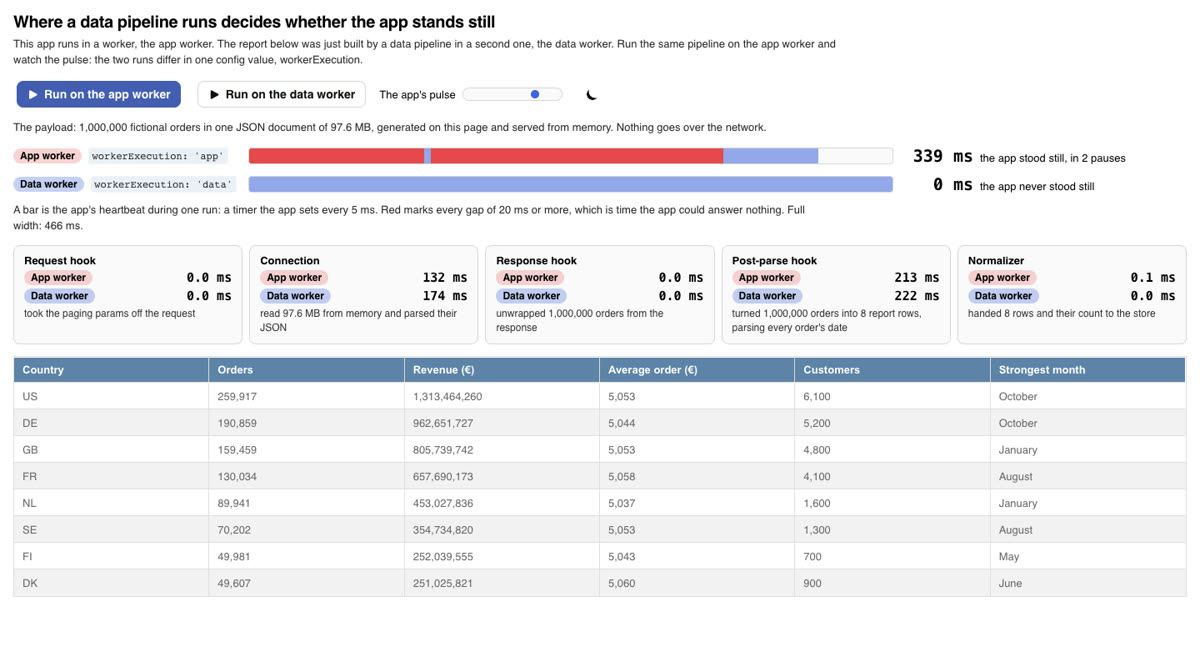 Where a data pipeline runs decides whether the app stands still
This app runs in a worker, the app worker. The report below was just built by a data pipeline in a second one, the data worker. Run the same pipeline on the app worker and
watch the pulse: the two runs differ in one config value, workerExecution.
Run on the app worker
Run on the data worker
The app's pulse
The payload: 1,000,000 fictional orders in one JSON document of 97.6 MB, generated on this page and served from memory. Nothing goes over the network.
App worker workerExecution: 'app' 339 ms the app stood still, in 2 pauses
Data worker workerExecution: 'data' 0 ms the app never stood still
A bar is the app's heartbeat during one run: a timer the app sets every 5 ms. Red marks every gap of 20 ms or more, which is time the app could answer nothing. Full
width: 466 ms.
Request hook
App worker 0.0 ms
Data worker 0.0 ms
took the paging params off the request
Connection
App worker 132 ms
Data worker 174 ms
read 97.6 MB from memory and parsed their
JSON
Response hook
App worker 0.0 ms
Data worker 0.0 ms
unwrapped 1,000,000 orders from the
response
Post-parse hook
App worker 213 ms
Data worker 222 ms
turned 1,000,000 orders into 8 report rows,
parsing every order's date
Normalizer
App worker 0.1 ms
Data worker 0.0 ms
handed 8 rows and their count to the store
Country Orders Revenue (€) Average order (€) Customers Strongest month
US 259,917 1,313,464,260 5,053 6,100 October
DE 190,859 962,651,727 5,044 5,200 October
GB 159,459 805,739,742 5,053 4,800 January
FR 130,034 657,690,173 5,058 4,100 August
NL 89,941 453,027,836 5,037 1,600 January
SE 70,202 354,734,820 5,053 1,300 August
FI 49,981 252,039,555 5,043 700 May
DK 49,607 251,025,821 5,060 900 June